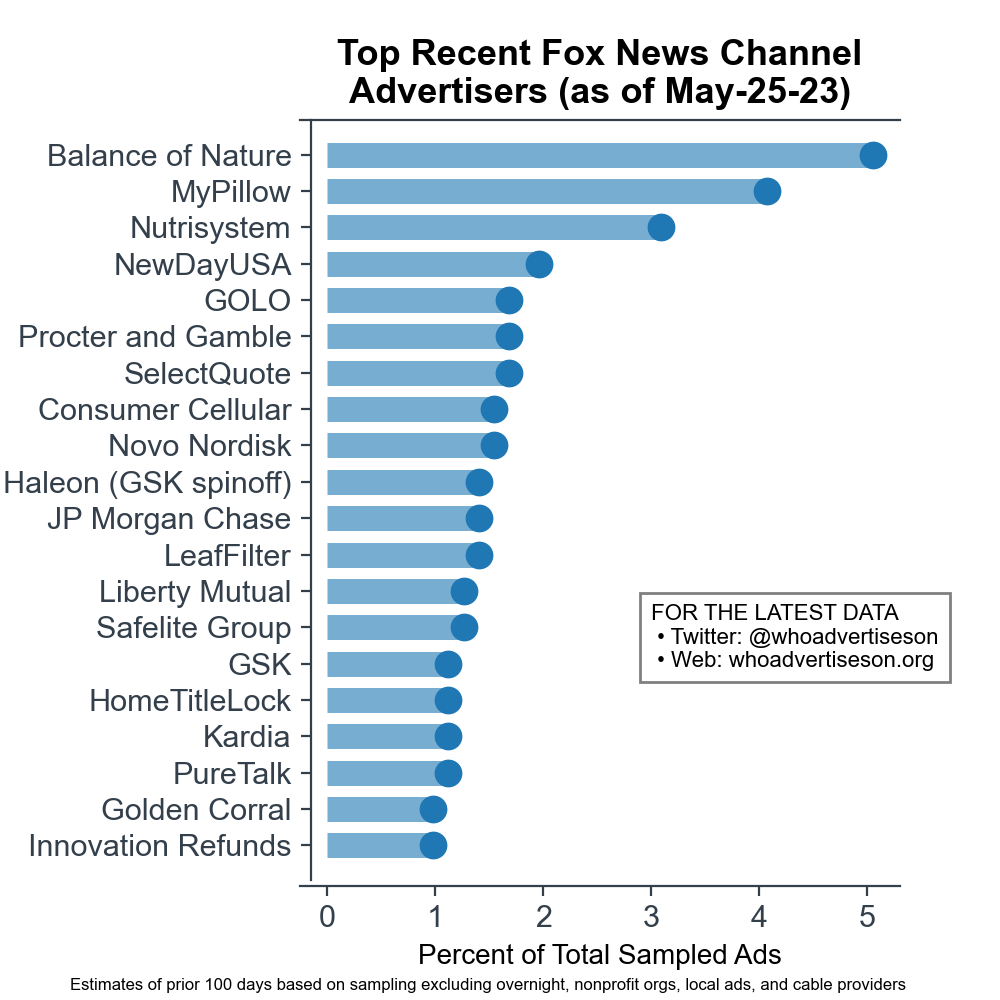 Top Recent Fox News Channel
Advertisers (as of May-25-23)
Balance of Nature
MyPillow
Nutrisystem
NewDayUSA
GOLO
Procter and Gamble
SelectQuote
Consumer Cellular
Novo Nordisk
Haleon (GSK spinoff)
JP Morgan Chase
LeafFilter
Liberty Mutual
Safelite Group
GSK
HomeTitleLock
Kardia
PureTalk
Golden Corral
Innovation Refunds
FOR THE LATEST DATA
• Twitter: @whoadvertiseson
• Web: whoadvertiseson.org
0 1 2 3 4 5
Percent of Total Sampled Ads
Estimates of prior 100 days based on sampling excluding overnight, nonprofit orgs, local ads, and cable providers